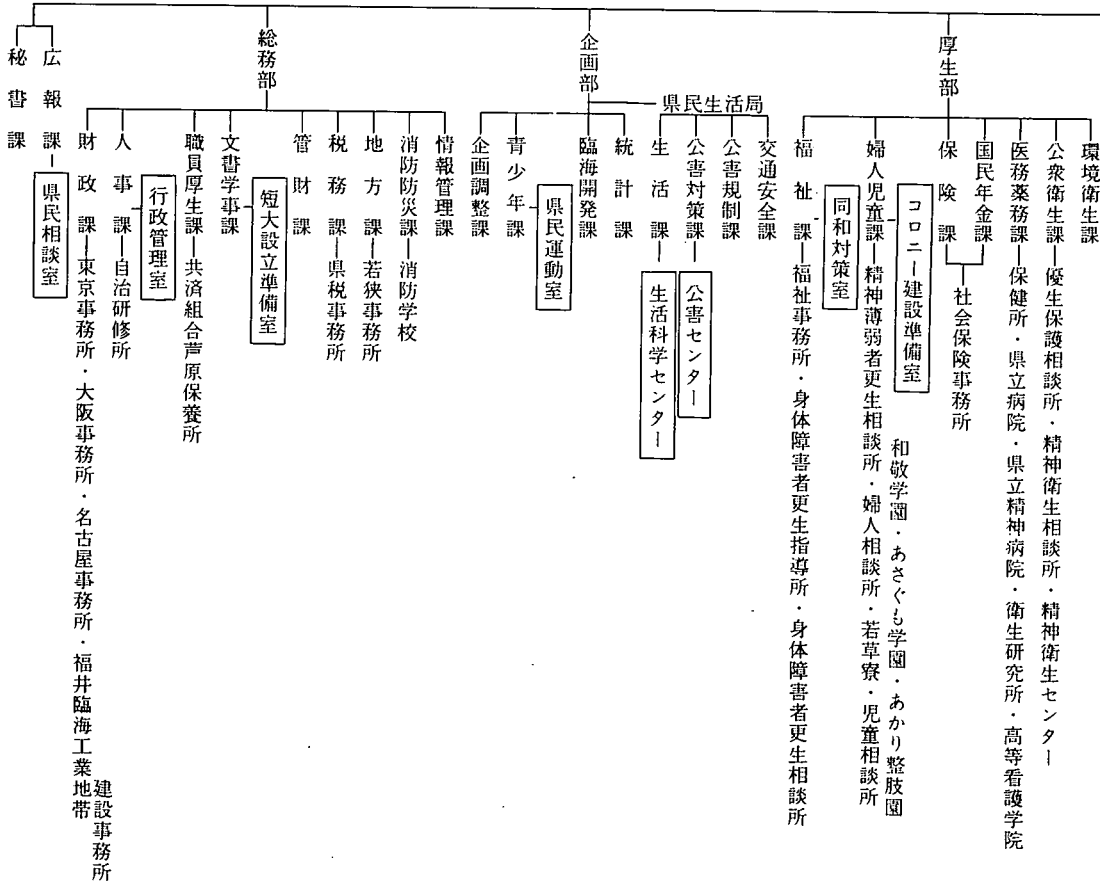 厚生部
環境衛生課
公衆衛生課―優生保護相談所・精神衛生相談所・精神衛生センター
医務薬務課―保健所・県立病院・県立精神病院・衛生研究所・高等看護学院
国民年金課
保険課
社会保険事務所
コロニー建設準備室
婦人児童課―精神薄弱者更生相談所・婦人相談所・若草寮・児童相談所
和敬学園・あさぐも学園・あかり整肢園
同和対策室
福祉課―福祉事務所・身体障害者更生指導所・身体障害者更生相談所
企画部
県民生活局
交通安全課
公害規制課
公害対策課―公害センター
生活課―生活科学センター
統計課
臨海開発課
県民運動室
青少年課
企画調整課
総務部
情報管理課
消防防災課―消防学校
地方課―若狭事務所
税務課―県税事務所
管財課
短大設立準備室
文書学事課
職員厚生課―共済組合芦原保養所
行政管理室
人事課―自治研修所
財政課―東京事務所・大阪事務所・名古屋事務所・福井臨海工業地帯建設事務所
県民相談室
広報課
秘書課